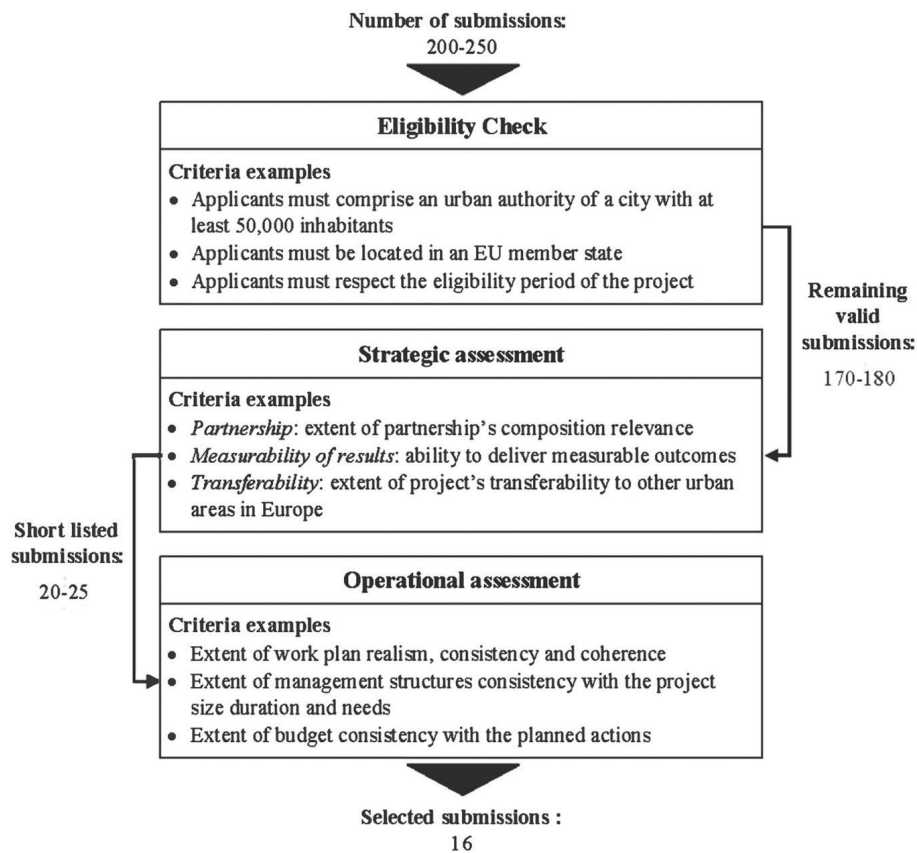 Number of submissions:
200-250
Eligibility Check
Criteria examples
• Applicants must comprise an urban authority of a city with at
least 50,000 inhabitants
• Applicants must be located in an EU member state
• Applicants must respect the eligibility period of the project
Remaining
valid
submissions:
170-180
Strategic assessment
Criteria examples
• Partnership: extent of partnership's composition relevance
• Measurability of results: ability to deliver measurable outcomes
• Transferability: extent of project's transferability to other urban
areas in Europe
Short listed
submissions:
20-25
Operational assessment
Criteria examples
• Extent of work plan realism, consistency and coherence
• Extent of management structures consistency with the project
size duration and needs
• Extent of budget consistency with the planned actions
Selected submissions :
16